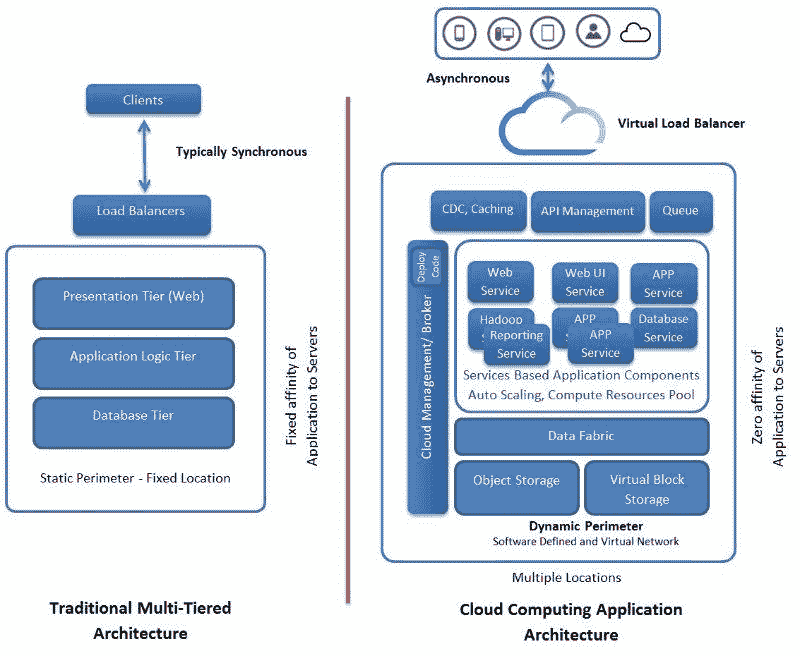 Clients
Typically Synchronous
Load Balancers
Presentation Tier (Web)
Application Logic Tier
Database Tier
Static Perimeter - Fixed Location
Fixed affinity of
Application to Servers
Traditional Multi-Tiered
Architecture
Asynchronous
Virtual Load Balancer
CDC, Caching
API Management
Queue
Deploy
Code
Cloud Management/ Broker
Web
Service
Web UI
Service
APP
Service
Hadoop
S
Reporting
Service
APP
S
APP
Service
Database
Service
Services Based Application Components
Auto Scaling, Compute Resources Pool
Data Fabric
Object Storage
Virtual Block
Storage
Dynamic Perimeter
Software Defined and Virtual Network
Zero affinity of
Application to Servers
Multiple Locations
Cloud Computing Application
Architecture